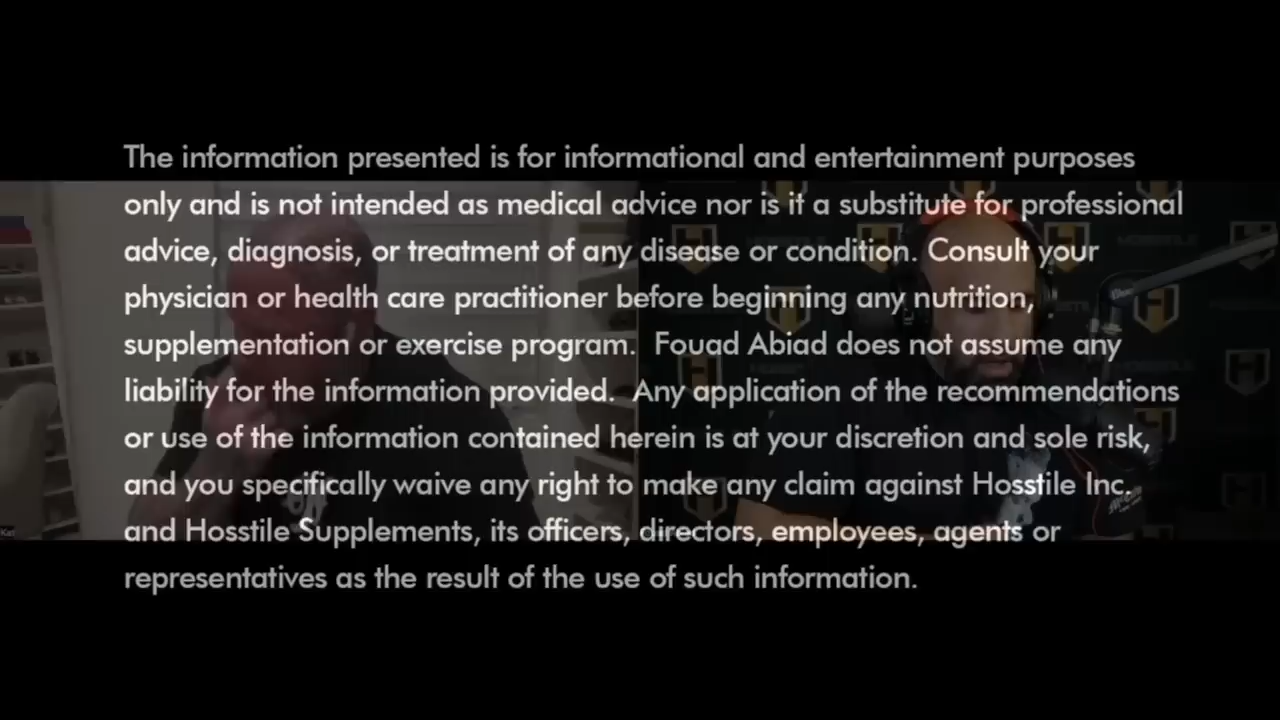 The information presented is for informational and entertainment purposes
only and is not intended as medical advice nor is it a substitute for professional
advice, diagnosis, or treatment of any disease or condition. Consult your
physician or health care practitioner before beginning any nutrition,
supplementation or exercise program. Fouad Abiad does not assume any
liability for the information provided. Any application of the recommendations
or use of the information contained herein is at your discretion and sole risk,
and you specifically waive any right to make any claim against Hosstile Inc.
and Hosstile Supplements, its officers, directors, employees, agents or
representatives as the result of the use of such information.